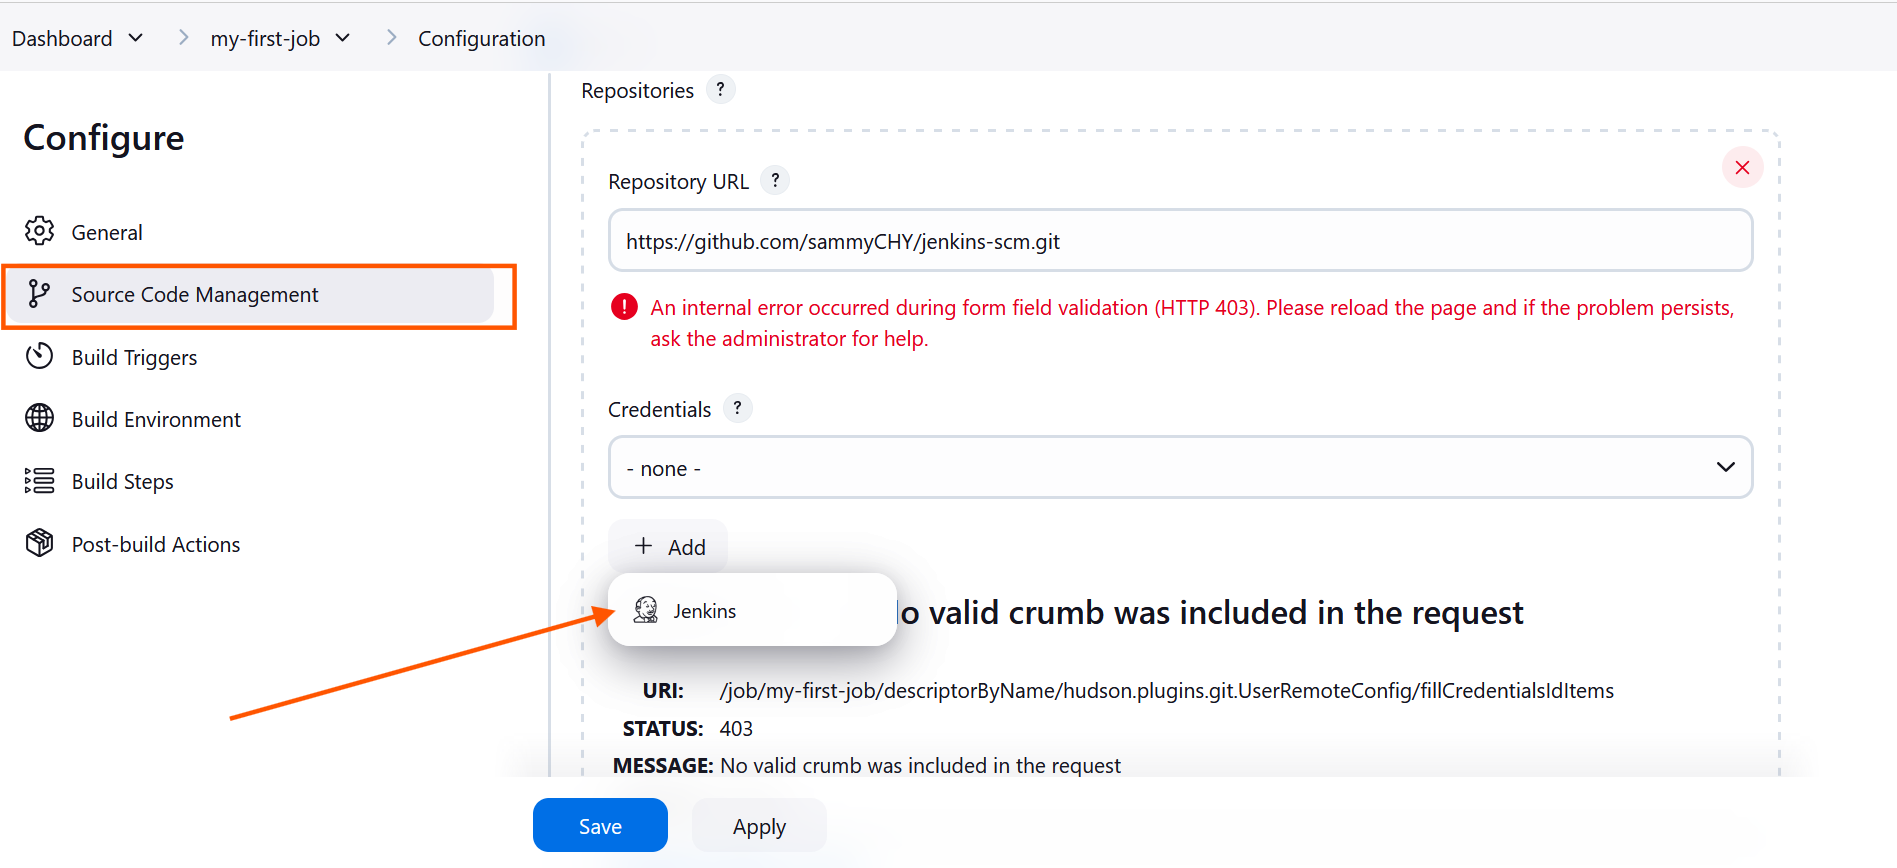 Dashboard my-first-job Configuration
Configure
General
Source Code Management
Build Triggers
Build Environment
Build Steps
Post-build Actions
Repositories ?
Repository URL ?
https://github.com/sammyCHY/jenkins-scm.git
An internal error occurred during form field validation (HTTP 403). Please reload the page and if the problem persists,
ask the administrator for help.
Credentials ?
- none -
+ Add
Jenkins
o valid crumb was included in the request
URI: /job/my-first-job/descriptorByName/hudson.plugins.git.UserRemoteConfig/fillCredentialsIdItems
STATUS: 403
MESSAGE: No valid crumb was included in the request
Save Apply